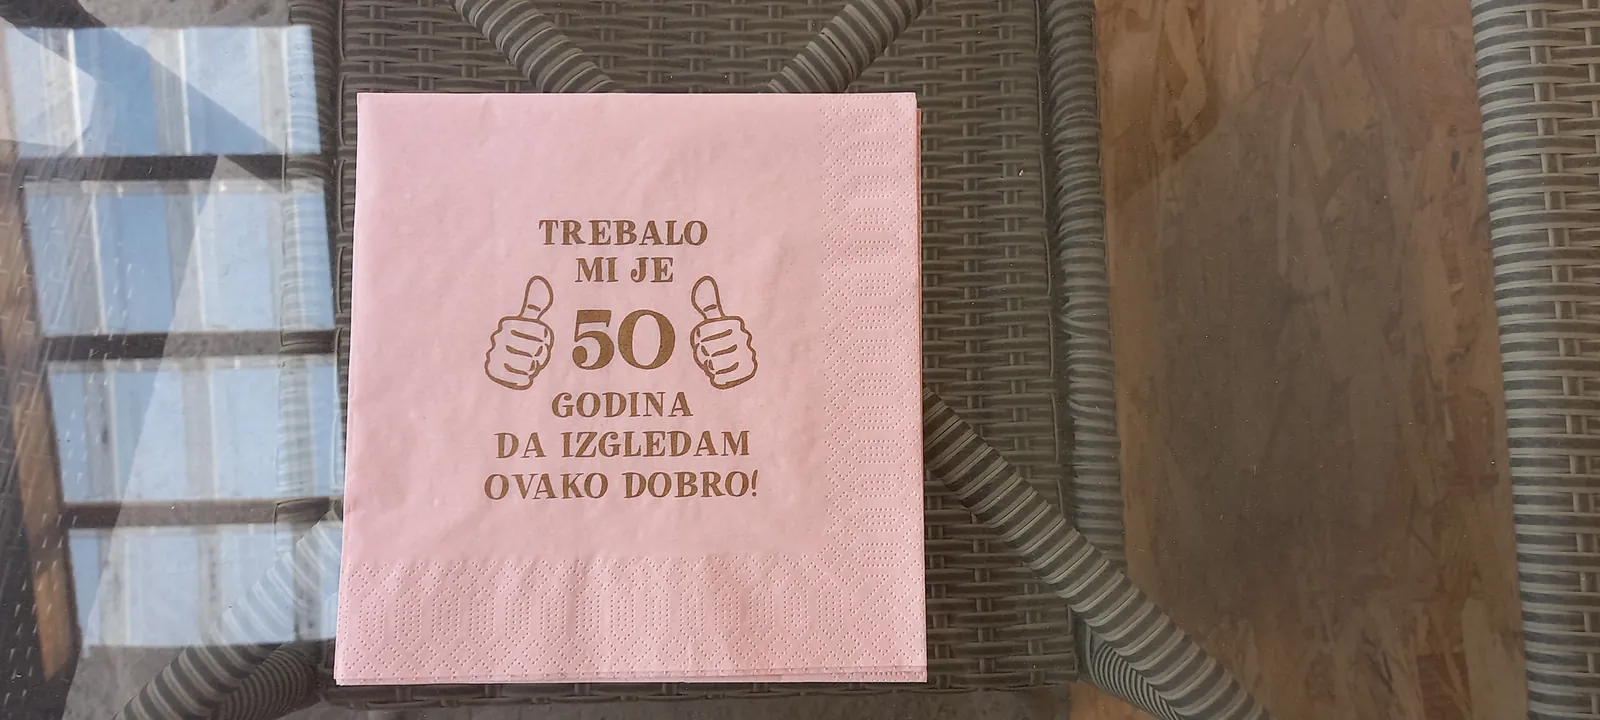 TREBALO
MI JE
50
GODINA
DA IZGLEDAM
OVAKO DOBRO!